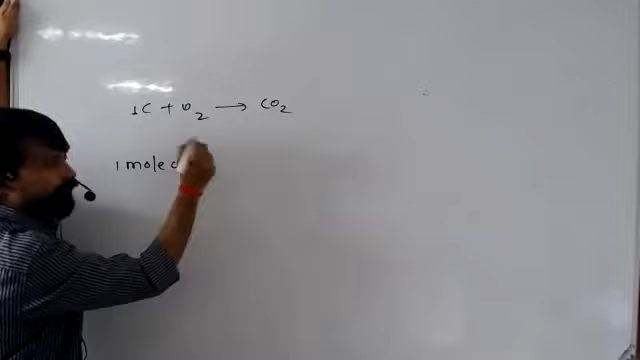 1C + O2 → CO2
1 mole C